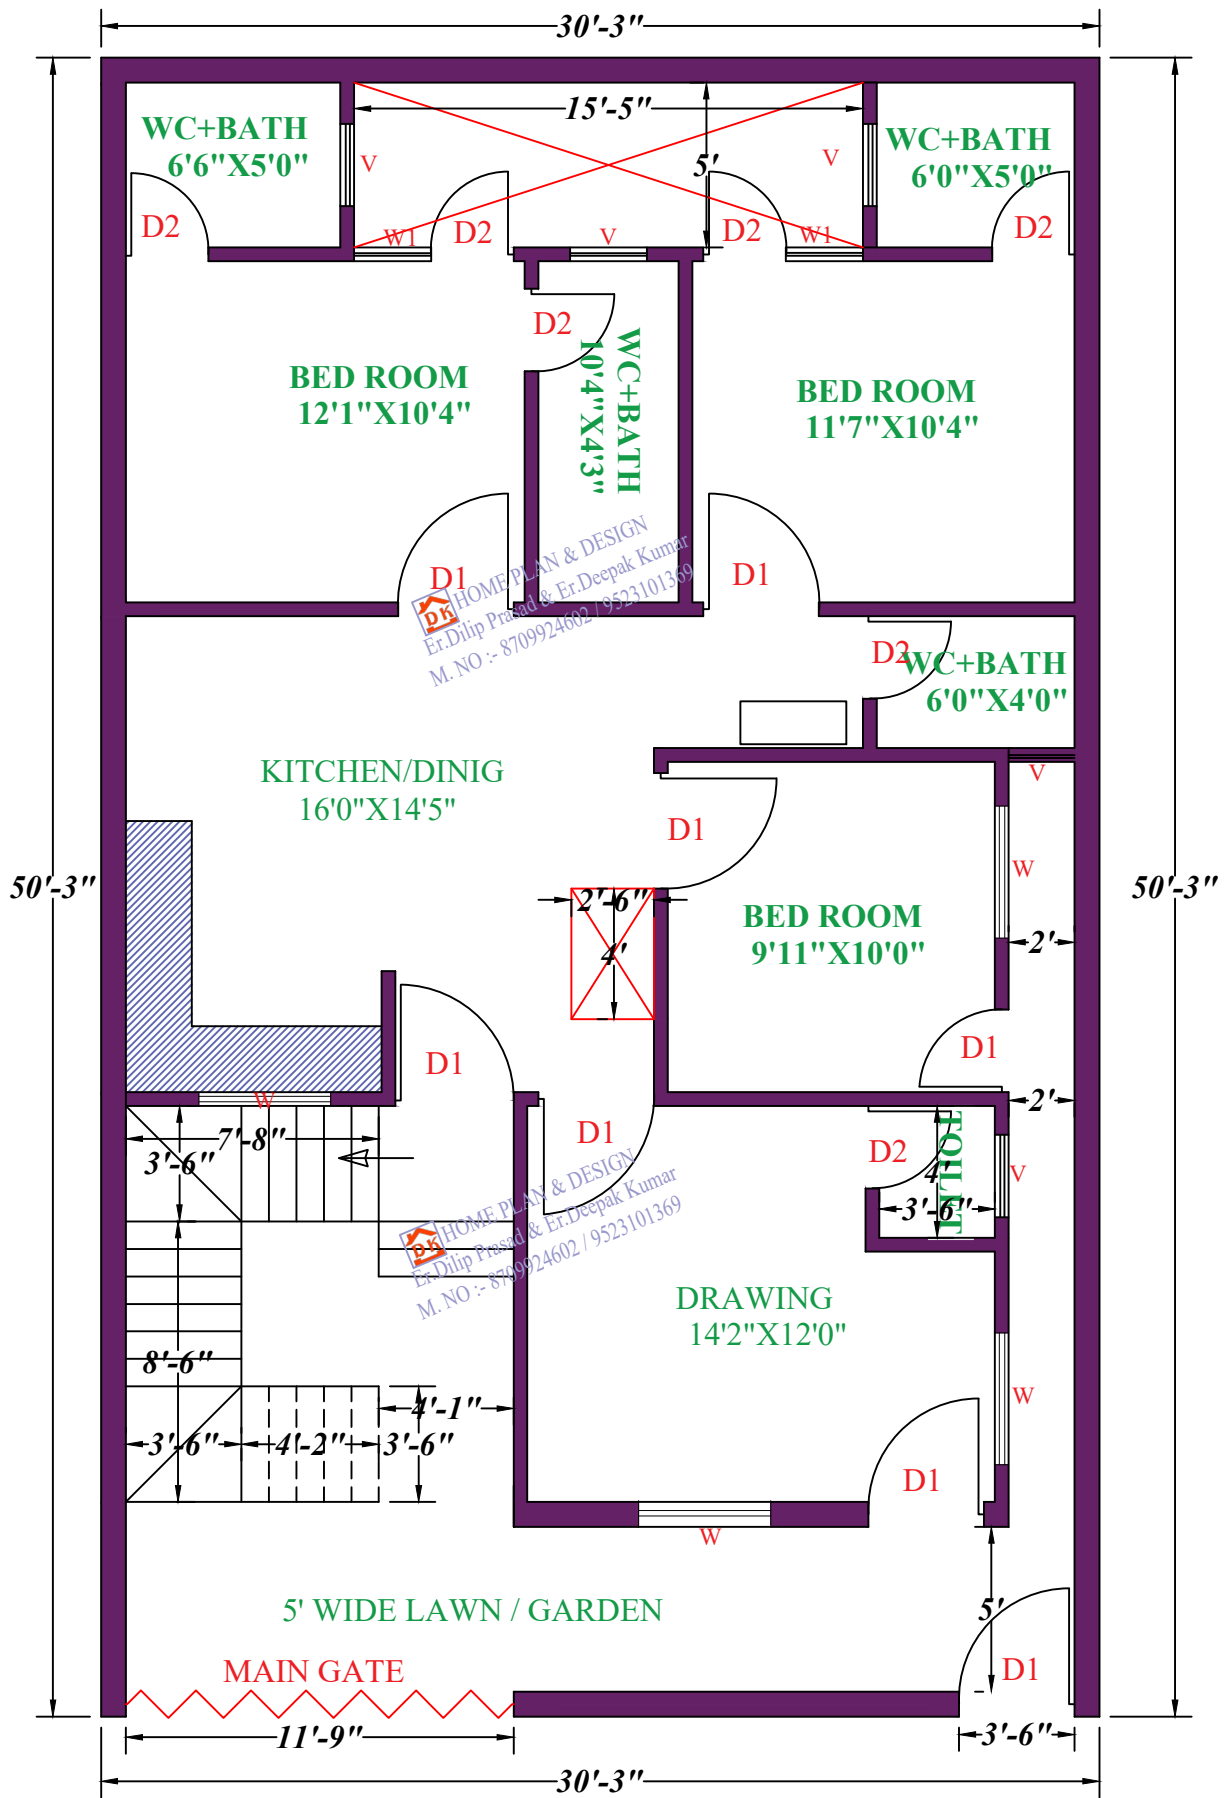 30'-3"
15'-5"
WC+BATH
6'6"X5'0"
V
5'
V
WC+BATH
6'0"X5'0"
D2
W1
D2
V
D2
W1
D2
D2
BED ROOM
12'1"X10'4"
WC+BATH
10'4"X4'3"
BED ROOM
11'7"X10'4"
D1
D1
HOME PLAN & DESIGN
DK
Er.Dilip Prasad & Er.Deepak Kumar
M. NO :- 8709924602 / 9523101369
D2
WC+BATH
6'0"X4'0"
KITCHEN/DINIG
16'0"X14'5"
V
D1
W
50'-3"
50'-3"
2'-6"
4'
BED ROOM
9'11"X10'0"
2'
D1
D1
W
2'
7'-8"
3'-6"
D1
D2
TOILET
4'
3'-6"
V
HOME PLAN & DESIGN
DK
Er.Dilip Prasad & Er.Deepak Kumar
M. NO :- 8709924602 / 9523101369
DRAWING
14'2"X12'0"
8'-6"
4'-1"
W
3'-6"
4'-2"
3'-6"
D1
W
5' WIDE LAWN / GARDEN
5'
MAIN GATE
D1
11'-9"
3'-6"
30'-3"